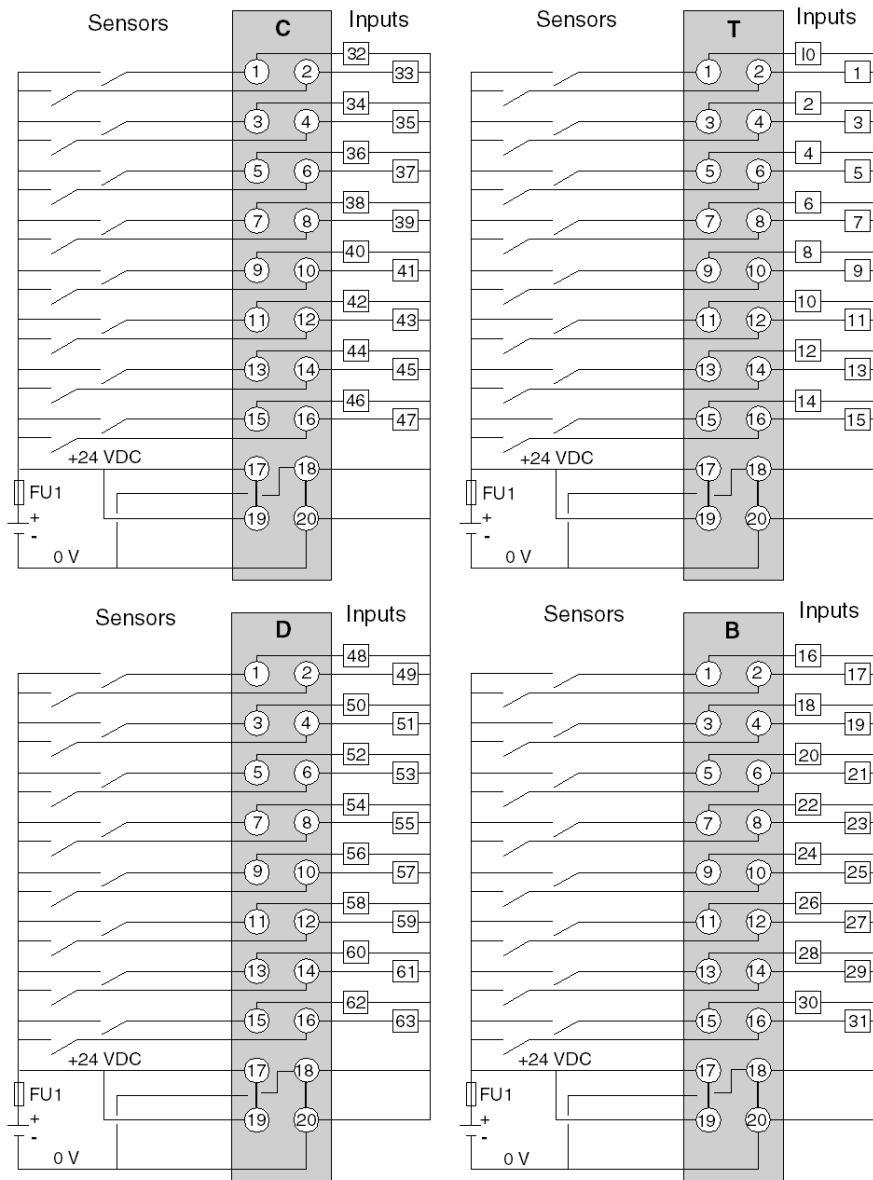 Sensors C Inputs
32
1 2 33
34
3 4 35
36
5 6 37
38
7 8 39
40
9 10 41
42
11 12 43
44
13 14 45
46
15 16 47
+24 VDC 17 18
FU1
+ 19 20
-
0 V
Sensors T Inputs
I0
1 2 1
2
3 4 3
4
5 6 5
6
7 8 7
8
9 10 9
10
11 12 11
12
13 14 13
14
15 16 15
+24 VDC 17 18
FU1
+ 19 20
-
0 V
Sensors D Inputs
48
1 2 49
50
3 4 51
52
5 6 53
54
7 8 55
56
9 10 57
58
11 12 59
60
13 14 61
62
15 16 63
+24 VDC 17 18
FU1
+ 19 20
-
0 V
Sensors B Inputs
16
1 2 17
18
3 4 19
20
5 6 21
22
7 8 23
24
9 10 25
26
11 12 27
28
13 14 29
30
15 16 31
+24 VDC 17 18
FU1
+ 19 20
-
0 V